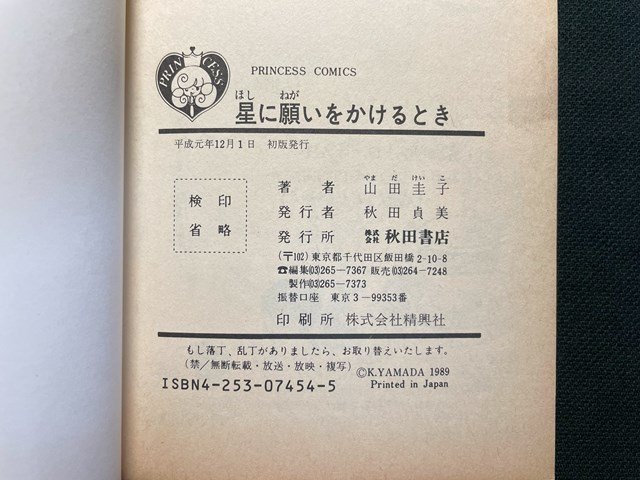 PRINCESS
PRINCESS COMICS
ほし ねが
星に願いをかけるとき
平成元年12月1日 初版発行
検印
省略
やま だ けい こ
著者 山田圭子
発行者 秋田貞美
発行所 株式会社 秋田書店
(〒102) 東京都千代田区飯田橋2-10-8
☎編集(03)265-7367 販売(03)264-7248
製作(03)265-7373
振替口座 東京3-99353番
印刷所 株式会社精興社
もし落丁、乱丁がありましたら、お取り替えいたします。
(禁/無断転載・放送・放映・複写)
ISBN4-253-07454-5
©K.YAMADA 1989
Printed in Japan